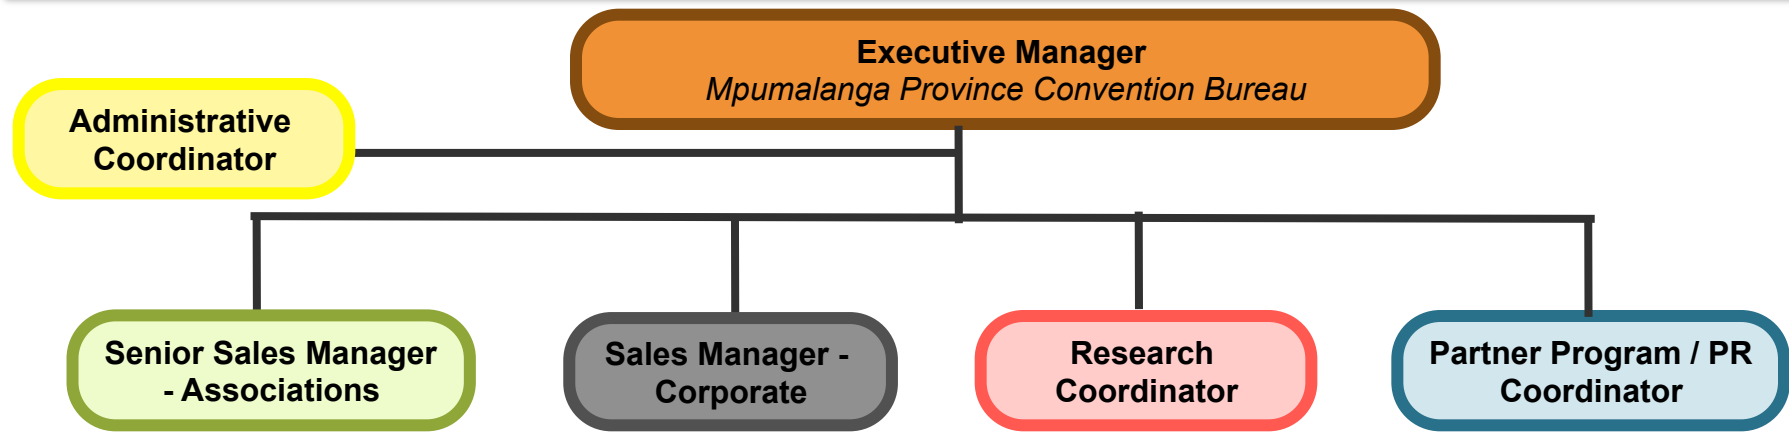 Executive Manager
Mpumalanga Province Convention Bureau
Administrative
Coordinator
Senior Sales Manager
- Associations
Sales Manager -
Corporate
Research
Coordinator
Partner Program / PR
Coordinator